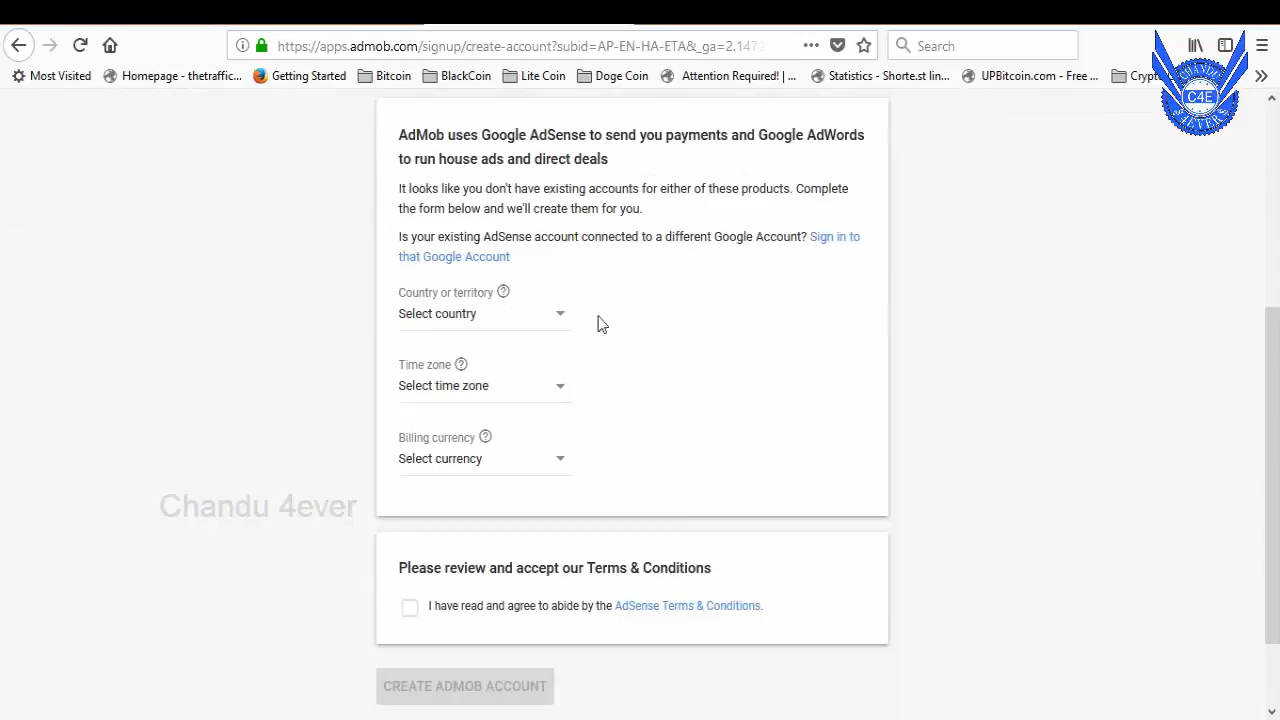 https://apps.admob.com/signup/create-account?subid=AP-EN-HA-ETA&_ga=2.1473
Search
Most Visited
Homepage - thetraffic...
Getting Started
Bitcoin
BlackCoin
Lite Coin
Doge Coin
Attention Required! | ...
Statistics - Shorte.st lin...
UPBitcoin.com - Free ...
Crypt
CHANDU
C4E
4EVERS
AdMob uses Google AdSense to send you payments and Google AdWords
to run house ads and direct deals
It looks like you don't have existing accounts for either of these products. Complete
the form below and we'll create them for you.
Is your existing AdSense account connected to a different Google Account? Sign in to
that Google Account
Country or territory
Select country
Time zone
Select time zone
Billing currency
Select currency
Chandu 4ever
Please review and accept our Terms & Conditions
I have read and agree to abide by the AdSense Terms & Conditions.
CREATE ADMOB ACCOUNT